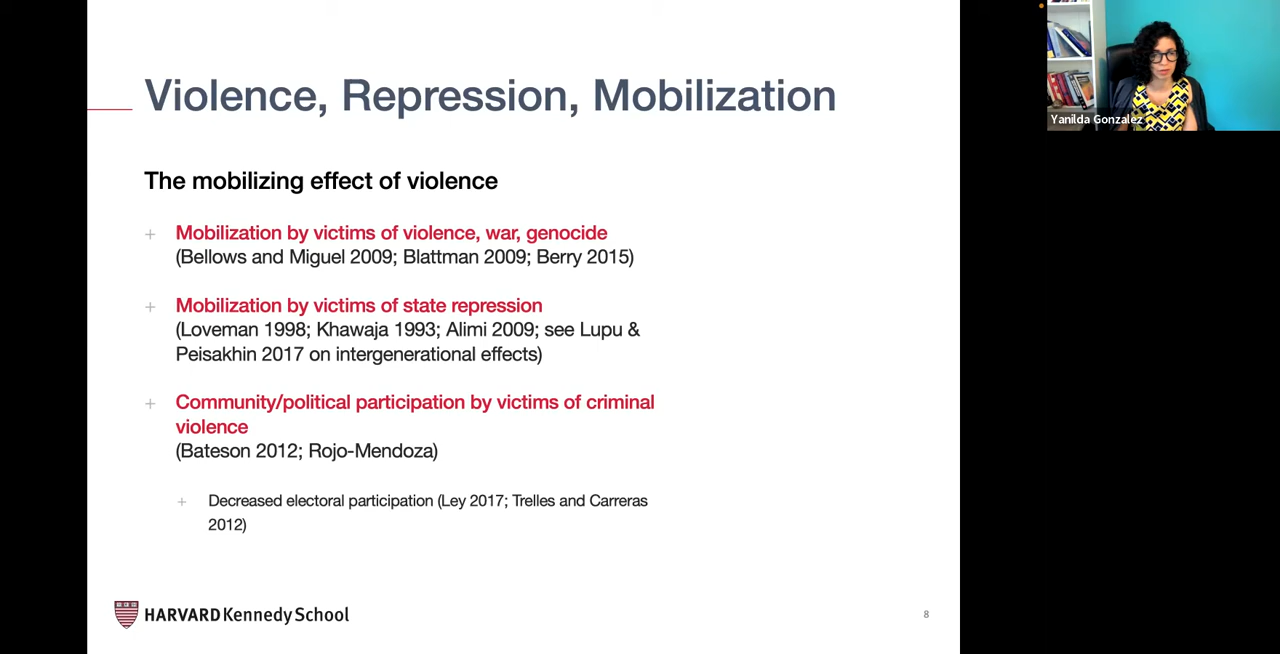 Violence, Repression, Mobilization
The mobilizing effect of violence
+ Mobilization by victims of violence, war, genocide
(Bellows and Miguel 2009; Blattman 2009; Berry 2015)
+ Mobilization by victims of state repression
(Loveman 1998; Khawaja 1993; Alimi 2009; see Lupu &
Peisakhin 2017 on intergenerational effects)
+ Community/political participation by victims of criminal
violence
(Bateson 2012; Rojo-Mendoza)
+ Decreased electoral participation (Ley 2017; Trelles and Carreras
2012)
HARVARD Kennedy School
8
Yanilda Gonzalez